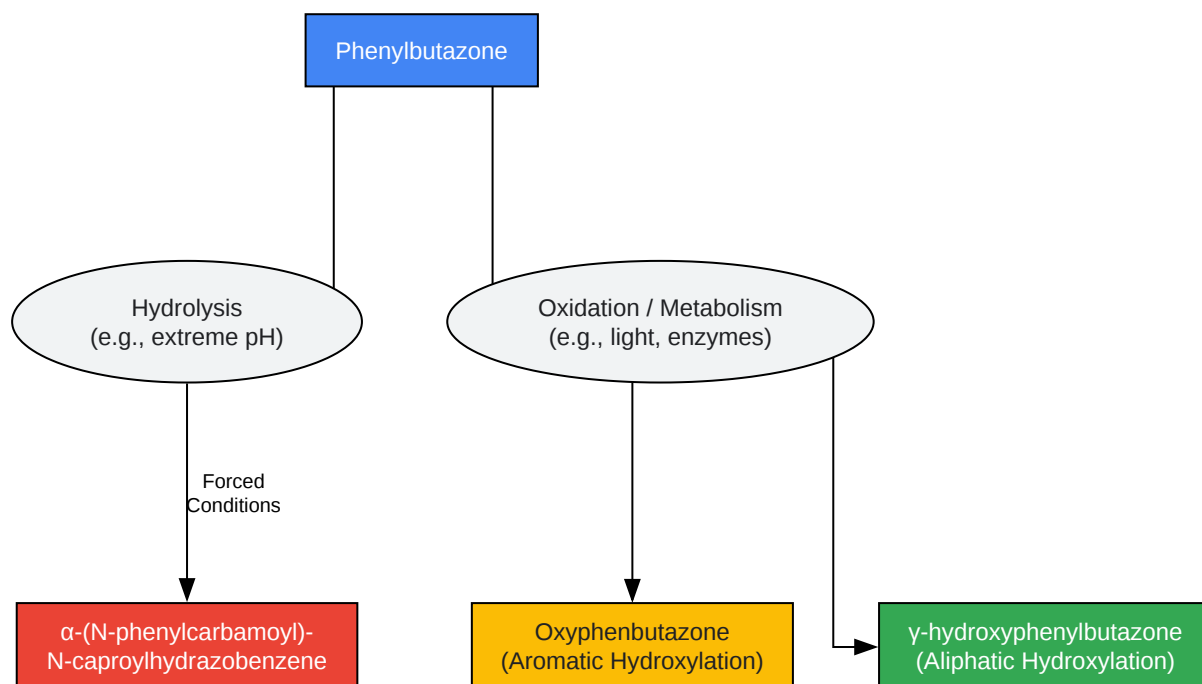 Phenylbutazone
Hydrolysis
(e.g., extreme pH)
Oxidation / Metabolism
(e.g., light, enzymes)
Forced
Conditions
α-(N-phenylcarbamoyl)-
N-caproylhydrazobenzene
Oxyphenbutazone
(Aromatic Hydroxylation)
γ-hydroxyphenylbutazone
(Aliphatic Hydroxylation)